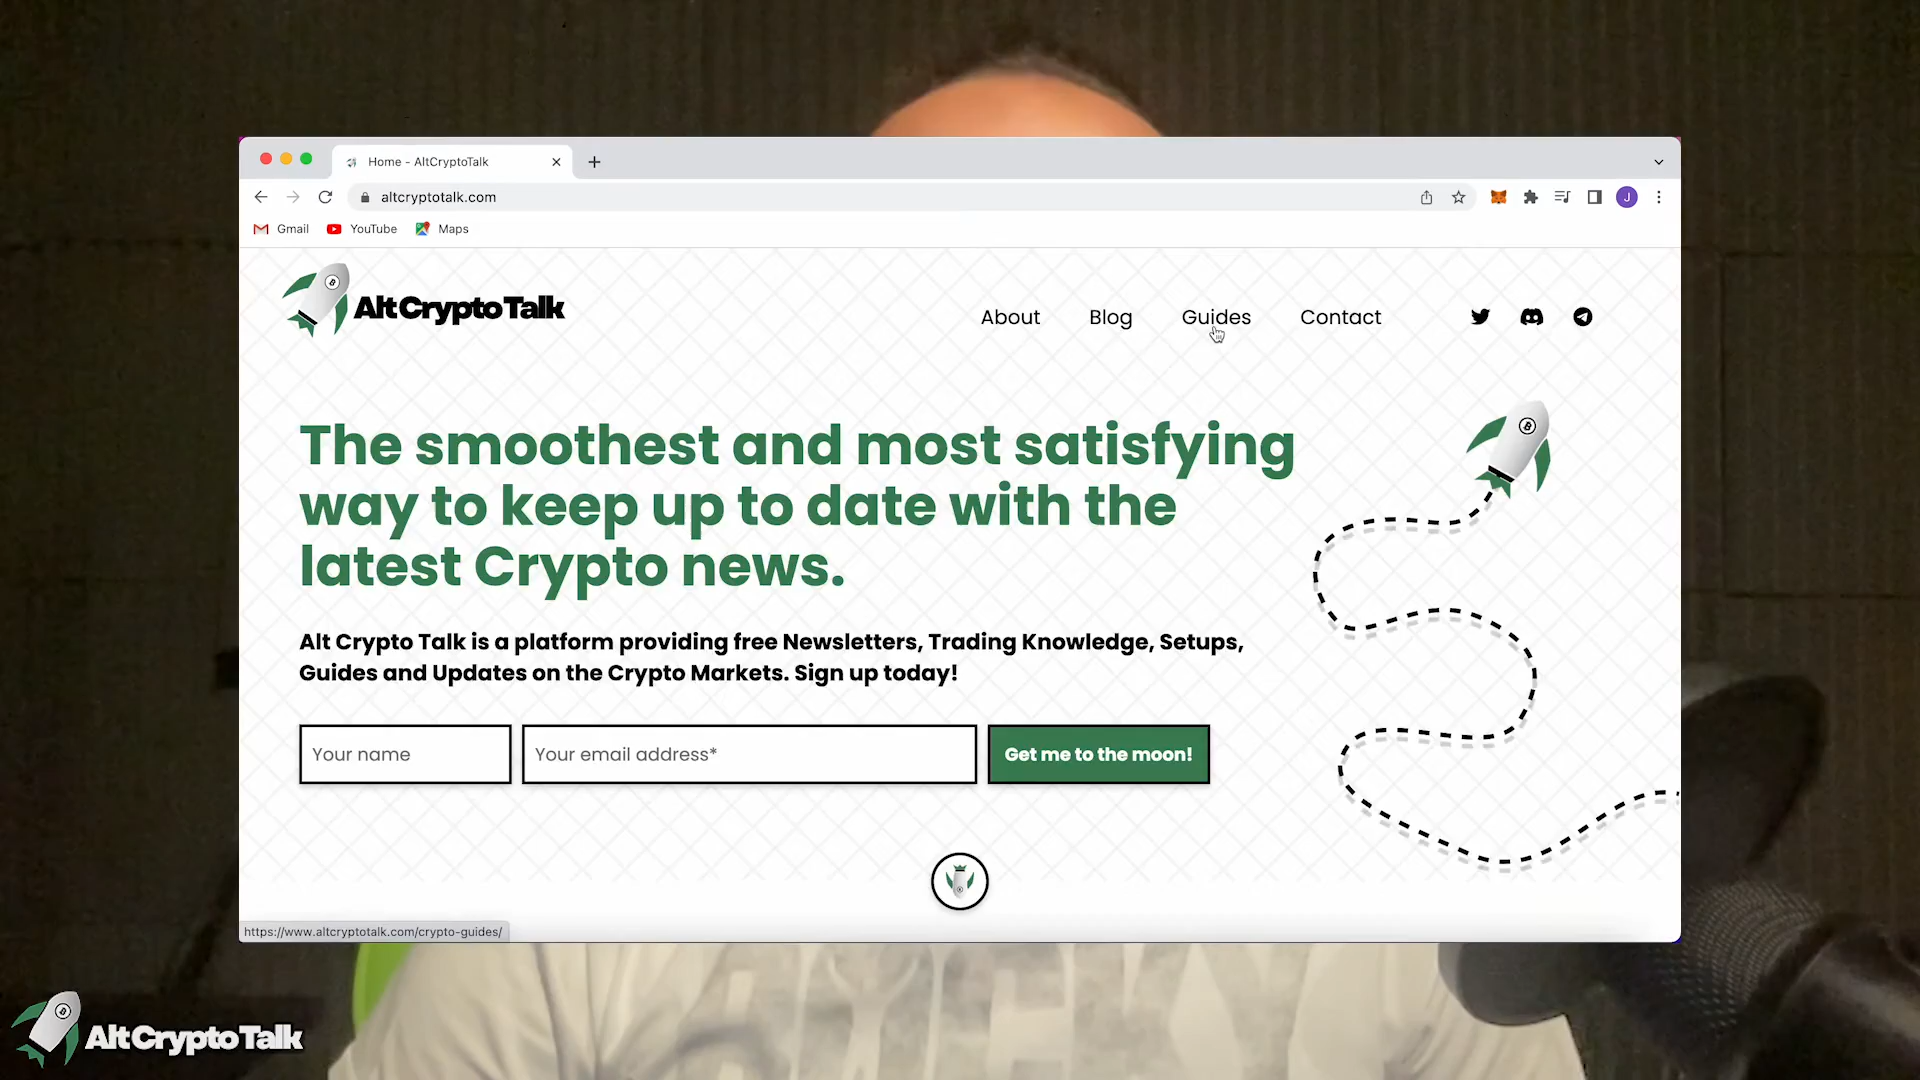 Home - AltCryptoTalk
altcryptotalk.com
J
Gmail
YouTube
Maps
AltCryptoTalk
About
Blog
Guides
Contact
The smoothest and most satisfying
way to keep up to date with the
latest Crypto news.
Alt Crypto Talk is a platform providing free Newsletters, Trading Knowledge, Setups,
Guides and Updates on the Crypto Markets. Sign up today!
Your name
Your email address*
Get me to the moon!
https://www.altcryptotalk.com/crypto-guides/
AltCryptoTalk